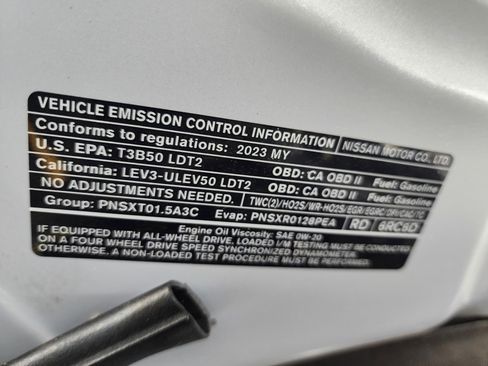 VEHICLE EMISSION CONTROL INFORMATION NISSAN MOTOR CO., LTD.
Conforms to regulations: 2023 MY
U.S. EPA: T3B50 LDT2 OBD: CA OBD II Fuel: Gasoline
California: LEV3-ULEV50 LDT2 OBD: CA OBD II Fuel: Gasoline
NO ADJUSTMENTS NEEDED. TWC(2)/HO2S/WR-HO2S/EGR/EGRC/DFI/CAC/TC
Group: PNSXT01.5A3C Evap: PNSXR0128PEA RD 6RC6D
Engine Oil Viscosity: SAE 0W-20
IF EQUIPPED WITH ALL-WHEEL DRIVE, LOADED I/M TESTING MUST BE CONDUCTED
ON A FOUR WHEEL DRIVE SPEED SYNCHRONIZED DYNAMOMETER.
OTHERWISE, A NON-LOADED TEST PROCEDURE MUST BE PERFORMED.